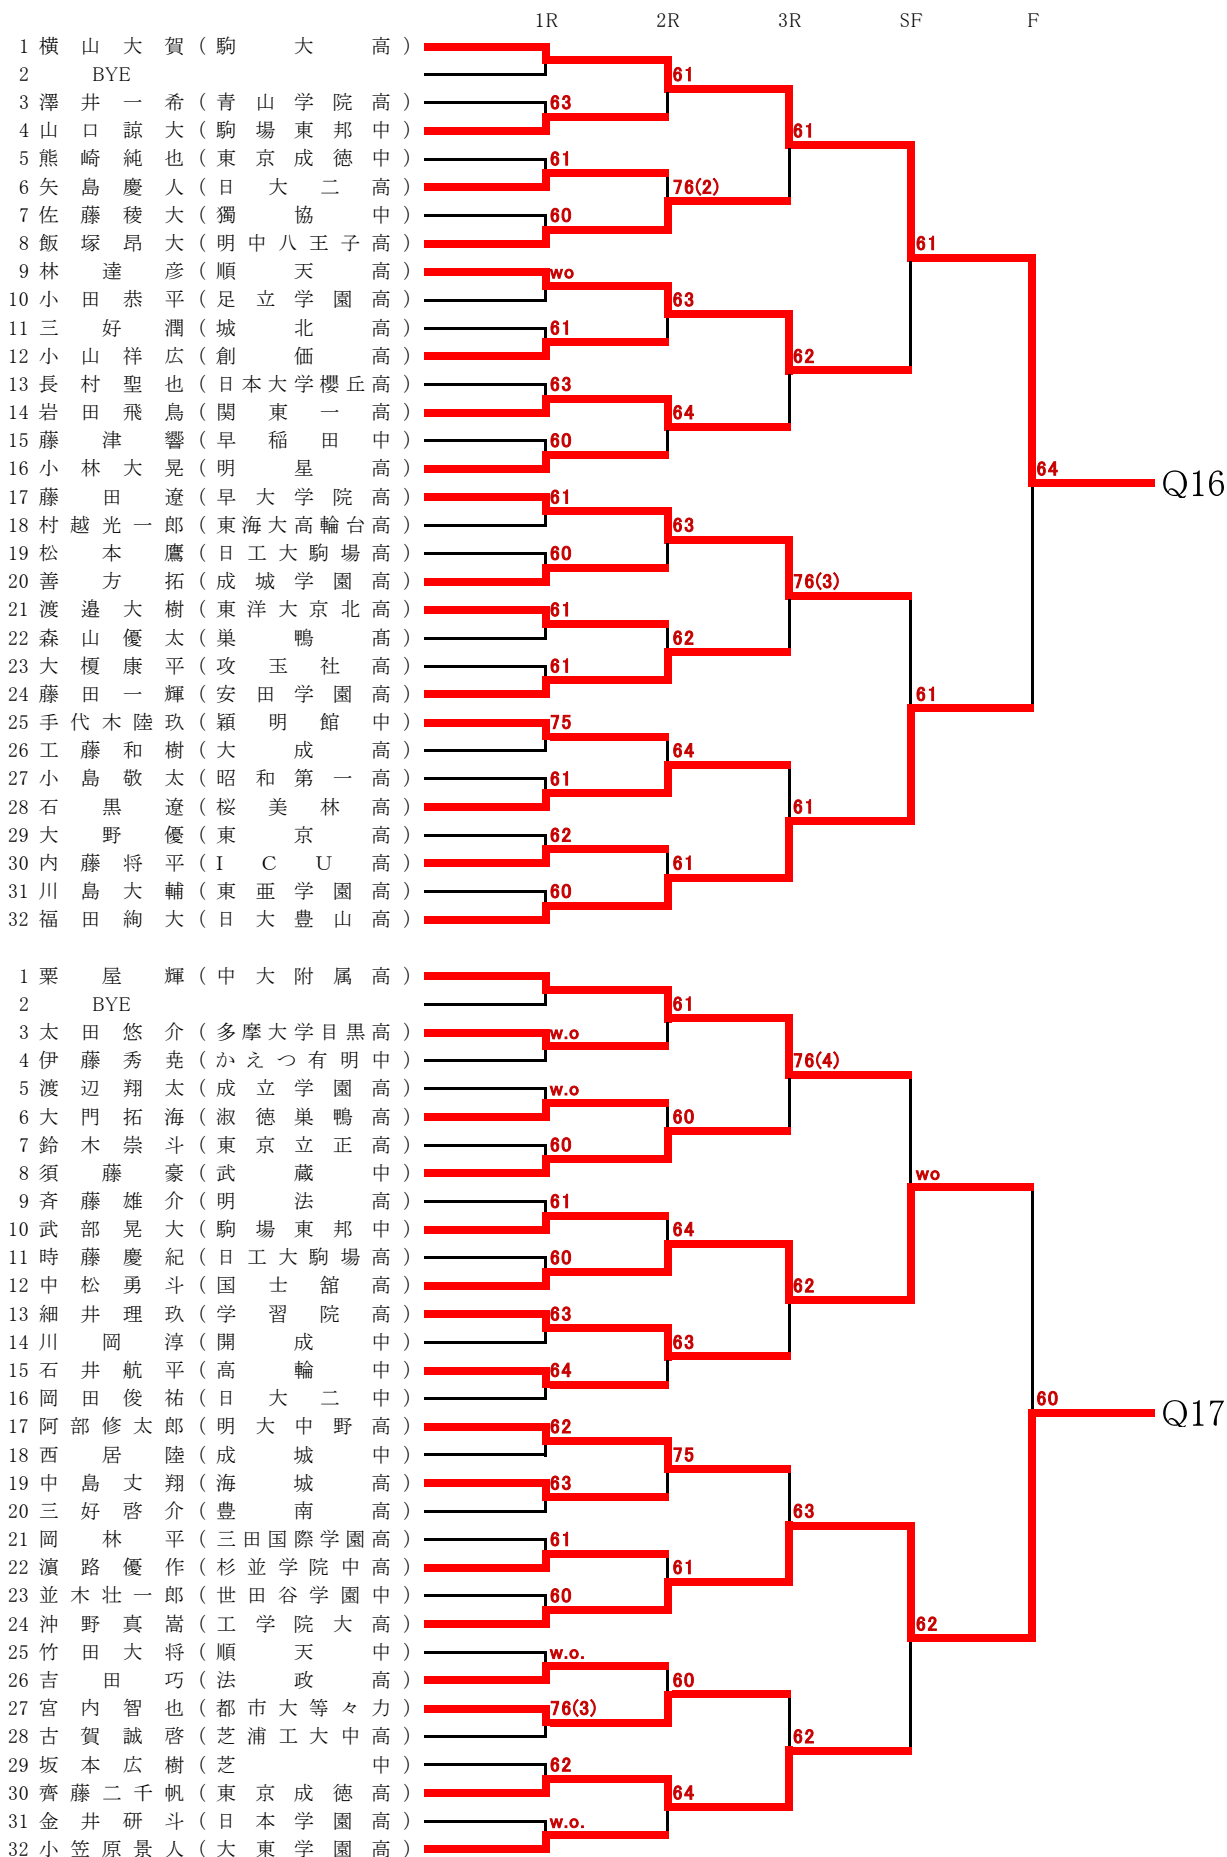 1R 2R 3R SF F
1 横山大賀（駒大高）
2 BYE
61
3 澤井一希（青山学院高） 63
4 山口諒大（駒場東邦中） 61
5 熊崎純也（東京成徳中） 61
6 矢島慶人（日大二高） 76(2)
7 佐藤稜大（獨協中） 60
8 飯塚昂大（明中八王子高） 61
9 林達彦（順天高） wo
10 小田恭平（足立学園高） 63
11 三好潤（城北高） 61
12 小山祥広（創価高） 62
13 長村聖也（日本大学櫻丘高） 63
14 岩田飛鳥（関東一高） 64
15 藤津響（早稲田中） 60
16 小林大晃（明星高） 64
Q16
17 藤田遼（早大学院高） 61
18 村越光一郎（東海大高輪台高） 63
19 松本鷹（日工大駒場高） 60
20 善方拓（成城学園高） 76(3)
21 渡邉大樹（東洋大京北高） 61
22 森山優太（巣鴨髙） 62
23 大榎康平（攻玉社高） 61
24 藤田一輝（安田学園高） 61
25 手代木陸玖（穎明館中） 75
26 工藤和樹（大成高） 64
27 小島敬太（昭和第一高） 61
28 石黒遼（桜美林高） 61
29 大野優（東京高） 62
30 内藤将平（ICU高） 61
31 川島大輔（東亜学園高） 60
32 福田絢大（日大豊山高）
1 栗屋輝（中大附属高）
2 BYE
61
3 太田悠介（多摩大学目黒高） w.o
4 伊藤秀堯（かえつ有明中） 76(4)
5 渡辺翔太（成立学園高） w.o
6 大門拓海（淑徳巣鴨高） 60
7 鈴木崇斗（東京立正高） 60
8 須藤豪（武蔵中） wo
9 斉藤雄介（明法高） 61
10 武部晃大（駒場東邦中） 64
11 時藤慶紀（日工大駒場高） 60
12 中松勇斗（国士舘高） 62
13 細井理玖（学習院高） 63
14 川岡淳（開成中） 63
15 石井航平（高輪中） 64
16 岡田俊祐（日大二中） 60
Q17
17 阿部修太郎（明大中野高） 62
18 西居陸（成城中） 75
19 中島丈翔（海城高） 63
20 三好啓介（豊南高） 63
21 岡林平（三田国際学園高） 61
22 濵路優作（杉並学院中高） 61
23 並木壮一郎（世田谷学園中） 60
24 沖野真嵩（工学院大高） 62
25 竹田大将（順天中） w.o.
26 吉田巧（法政高） 60
27 宮内智也（都市大等々力） 76(3)
28 古賀誠啓（芝浦工大中高） 62
29 坂本広樹（芝中） 62
30 齊藤二千帆（東京成徳高） 64
31 金井研斗（日本学園高） w.o.
32 小笠原景人（大東学園高）